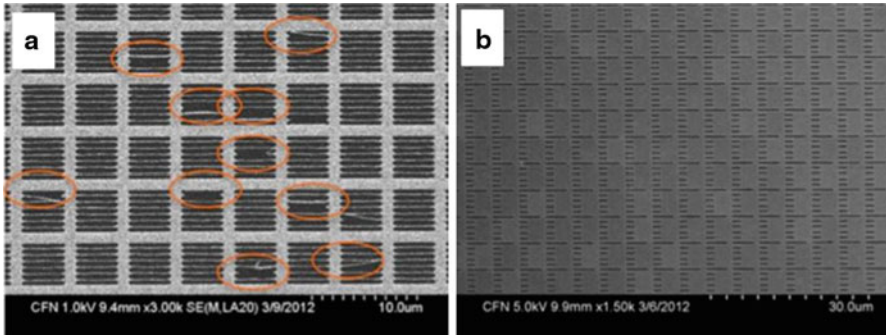 a
b
CFN 1.0kV 9.4mm x3.00k SE(M,LA20) 3/9/2012 10.0um
CFN 5.0kV 9.9mm x1.50k 3/6/2012 30.0um